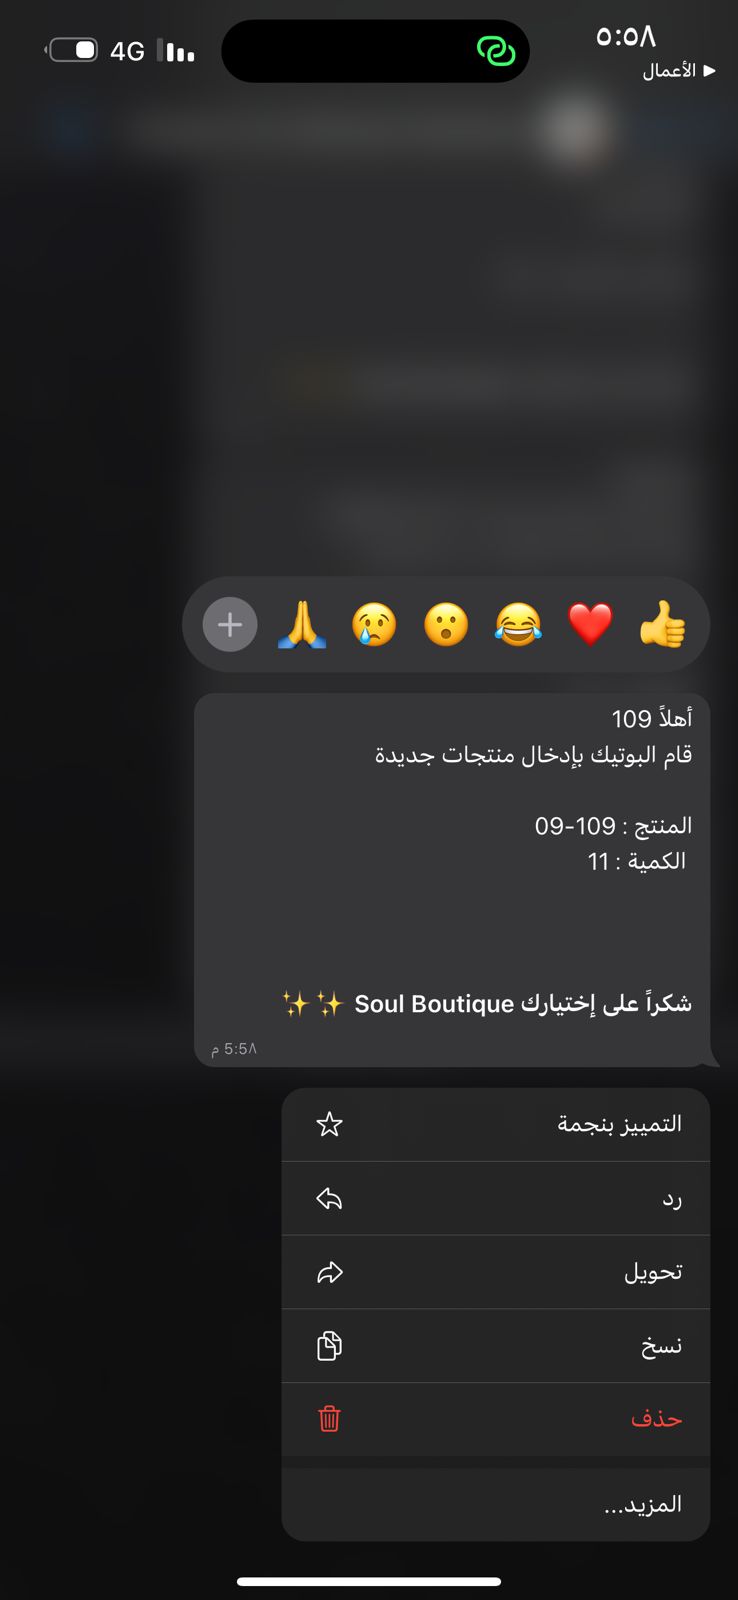 ٥:٥٨
4G
◀ الأعمال
أهلاً 109
قام البوتيك بإدخال منتجات جديدة
المنتج : 109-09
الكمية : 11
شكراً على إختيارك Soul Boutique ✨✨
5:5٨ م
التمييز بنجمة
رد
تحويل
نسخ
حذف
المزيد...